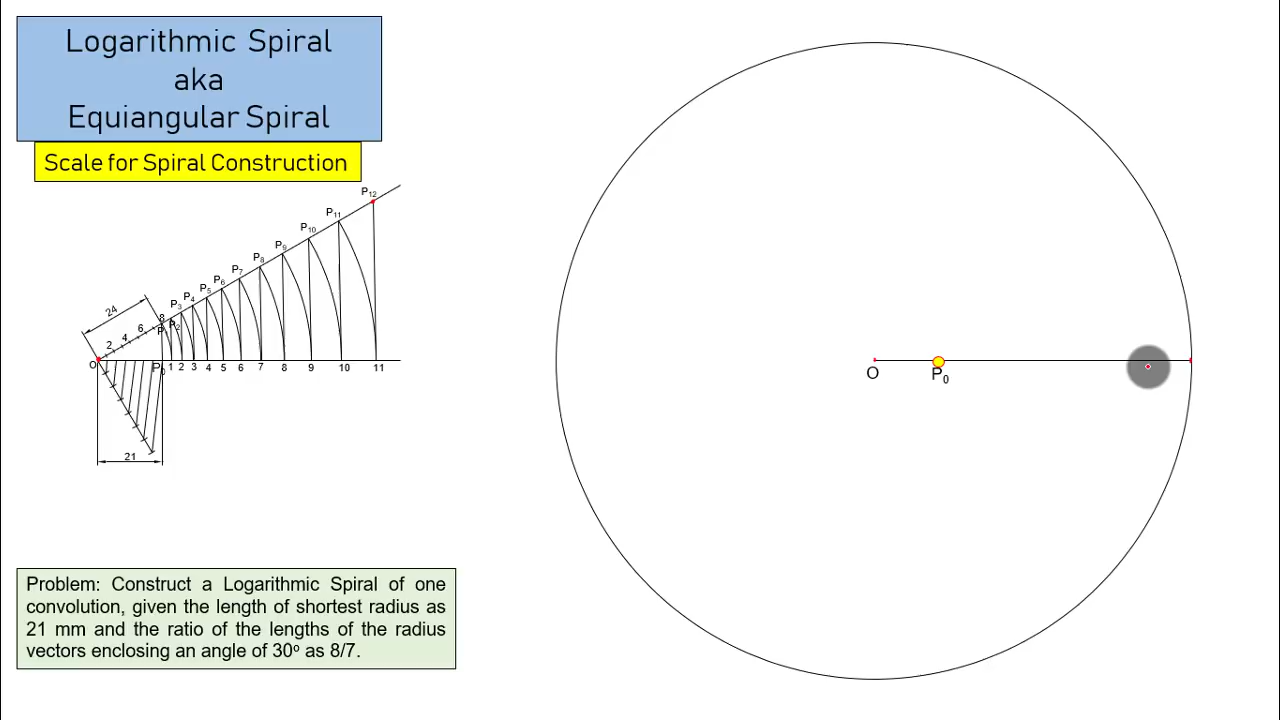 Logarithmic Spiral
aka
Equiangular Spiral
Scale for Spiral Construction
P12
P11
P10
P9
P8
P7
P6
P5
P4
P3
P2
24
8
6
4
2
O
P0 1 2 3 4 5 6 7 8 9 10 11
21
O P0
Problem: Construct a Logarithmic Spiral of one
convolution, given the length of shortest radius as
21 mm and the ratio of the lengths of the radius
vectors enclosing an angle of 30º as 8/7.